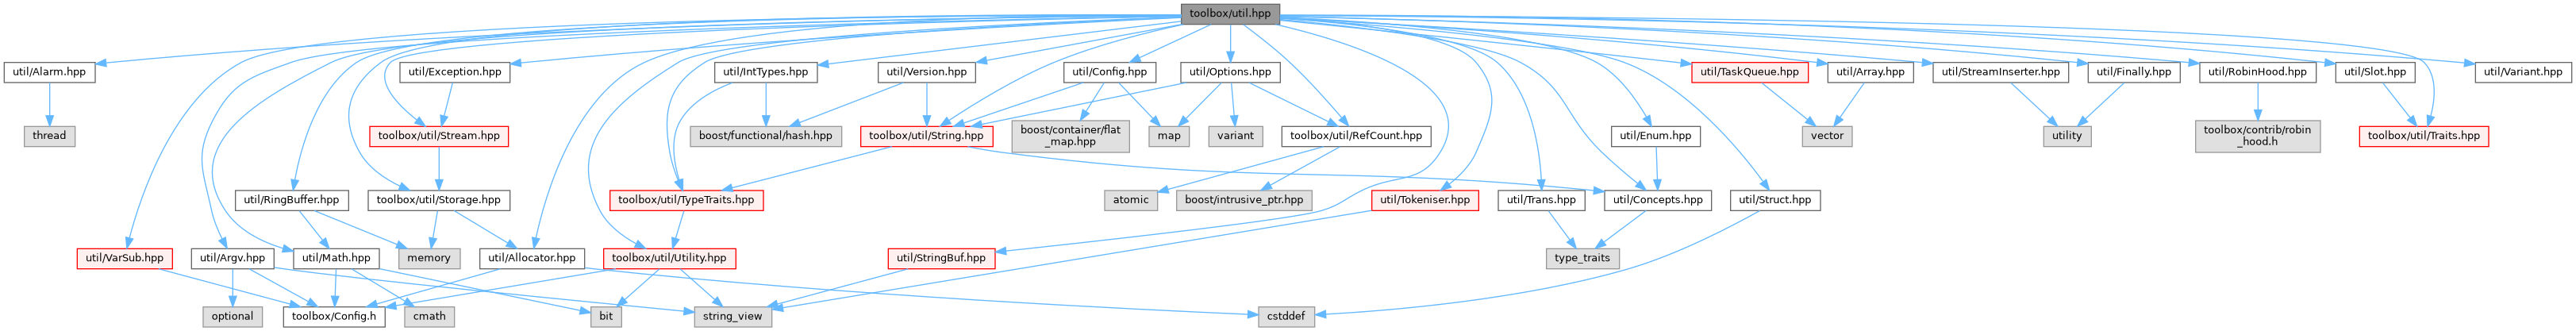 toolbox/util.hpp
util/Alarm.hpp
util/Exception.hpp
util/IntTypes.hpp
util/Version.hpp
util/Config.hpp
util/Options.hpp
util/TaskQueue.hpp
util/Array.hpp
util/StreamInserter.hpp
util/Finally.hpp
util/RobinHood.hpp
util/Slot.hpp
util/Variant.hpp
thread
toolbox/util/Stream.hpp
boost/functional/hash.hpp
toolbox/util/String.hpp
boost/container/flat
_map.hpp
map
variant
toolbox/util/RefCount.hpp
util/Enum.hpp
vector
utility
toolbox/contrib/robin
_hood.h
toolbox/util/Traits.hpp
util/RingBuffer.hpp
toolbox/util/Storage.hpp
toolbox/util/TypeTraits.hpp
atomic
boost/intrusive_ptr.hpp
util/Tokeniser.hpp
util/Trans.hpp
util/Concepts.hpp
util/Struct.hpp
util/VarSub.hpp
util/Argv.hpp
util/Math.hpp
memory
util/Allocator.hpp
toolbox/util/Utility.hpp
util/StringBuf.hpp
type_traits
optional
toolbox/Config.h
cmath
bit
string_view
cstddef